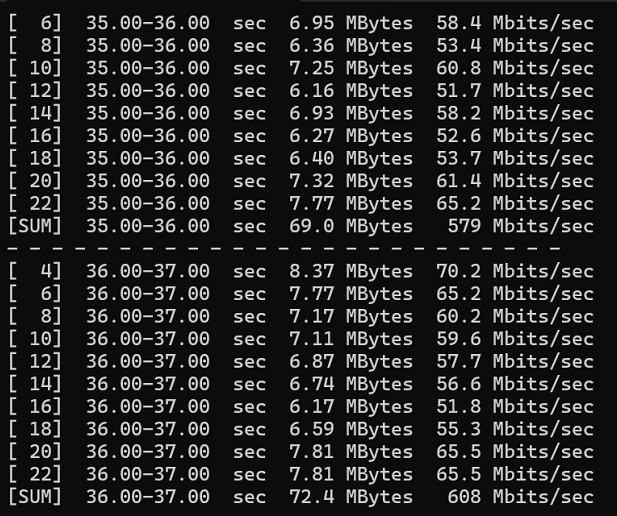 [  6]  35.00-36.00  sec  6.95 MBytes  58.4 Mbits/sec
[  8]  35.00-36.00  sec  6.36 MBytes  53.4 Mbits/sec
[ 10]  35.00-36.00  sec  7.25 MBytes  60.8 Mbits/sec
[ 12]  35.00-36.00  sec  6.16 MBytes  51.7 Mbits/sec
[ 14]  35.00-36.00  sec  6.93 MBytes  58.2 Mbits/sec
[ 16]  35.00-36.00  sec  6.27 MBytes  52.6 Mbits/sec
[ 18]  35.00-36.00  sec  6.40 MBytes  53.7 Mbits/sec
[ 20]  35.00-36.00  sec  7.32 MBytes  61.4 Mbits/sec
[ 22]  35.00-36.00  sec  7.77 MBytes  65.2 Mbits/sec
[SUM]  35.00-36.00  sec  69.0 MBytes   579 Mbits/sec
- - - - - - - - - - - - - - - - - - - - - - - - -
[  4]  36.00-37.00  sec  8.37 MBytes  70.2 Mbits/sec
[  6]  36.00-37.00  sec  7.77 MBytes  65.2 Mbits/sec
[  8]  36.00-37.00  sec  7.17 MBytes  60.2 Mbits/sec
[ 10]  36.00-37.00  sec  7.11 MBytes  59.6 Mbits/sec
[ 12]  36.00-37.00  sec  6.87 MBytes  57.7 Mbits/sec
[ 14]  36.00-37.00  sec  6.74 MBytes  56.6 Mbits/sec
[ 16]  36.00-37.00  sec  6.17 MBytes  51.8 Mbits/sec
[ 18]  36.00-37.00  sec  6.59 MBytes  55.3 Mbits/sec
[ 20]  36.00-37.00  sec  7.81 MBytes  65.5 Mbits/sec
[ 22]  36.00-37.00  sec  7.81 MBytes  65.5 Mbits/sec
[SUM]  36.00-37.00  sec  72.4 MBytes   608 Mbits/sec